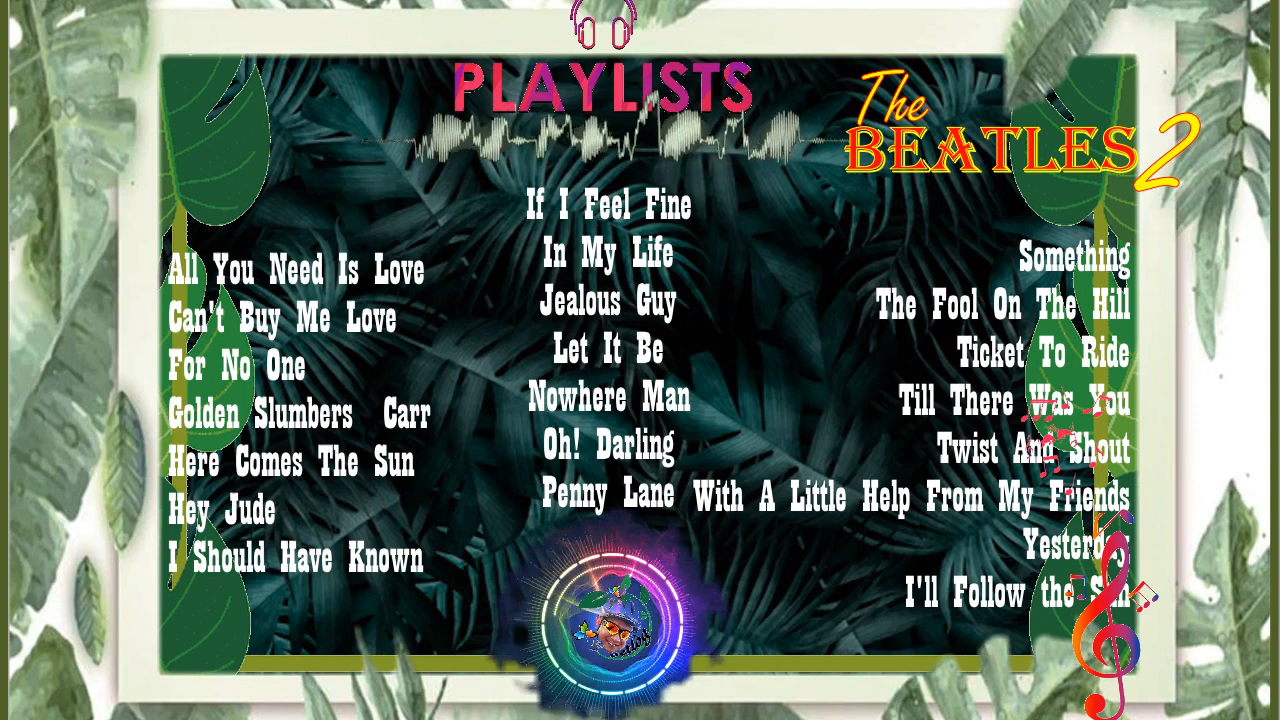 PLAYLISTS
The
BEATLES 2
All You Need Is Love
Can't Buy Me Love
For No One
Golden Slumbers Carr
Here Comes The Sun
Hey Jude
I Should Have Known
If I Feel Fine
In My Life
Jealous Guy
Let It Be
Nowhere Man
Oh! Darling
Penny Lane
Something
The Fool On The Hill
Ticket To Ride
Till There Was You
Twist And Shout
With A Little Help From My Friends
Yesterday
I'll Follow the Sun